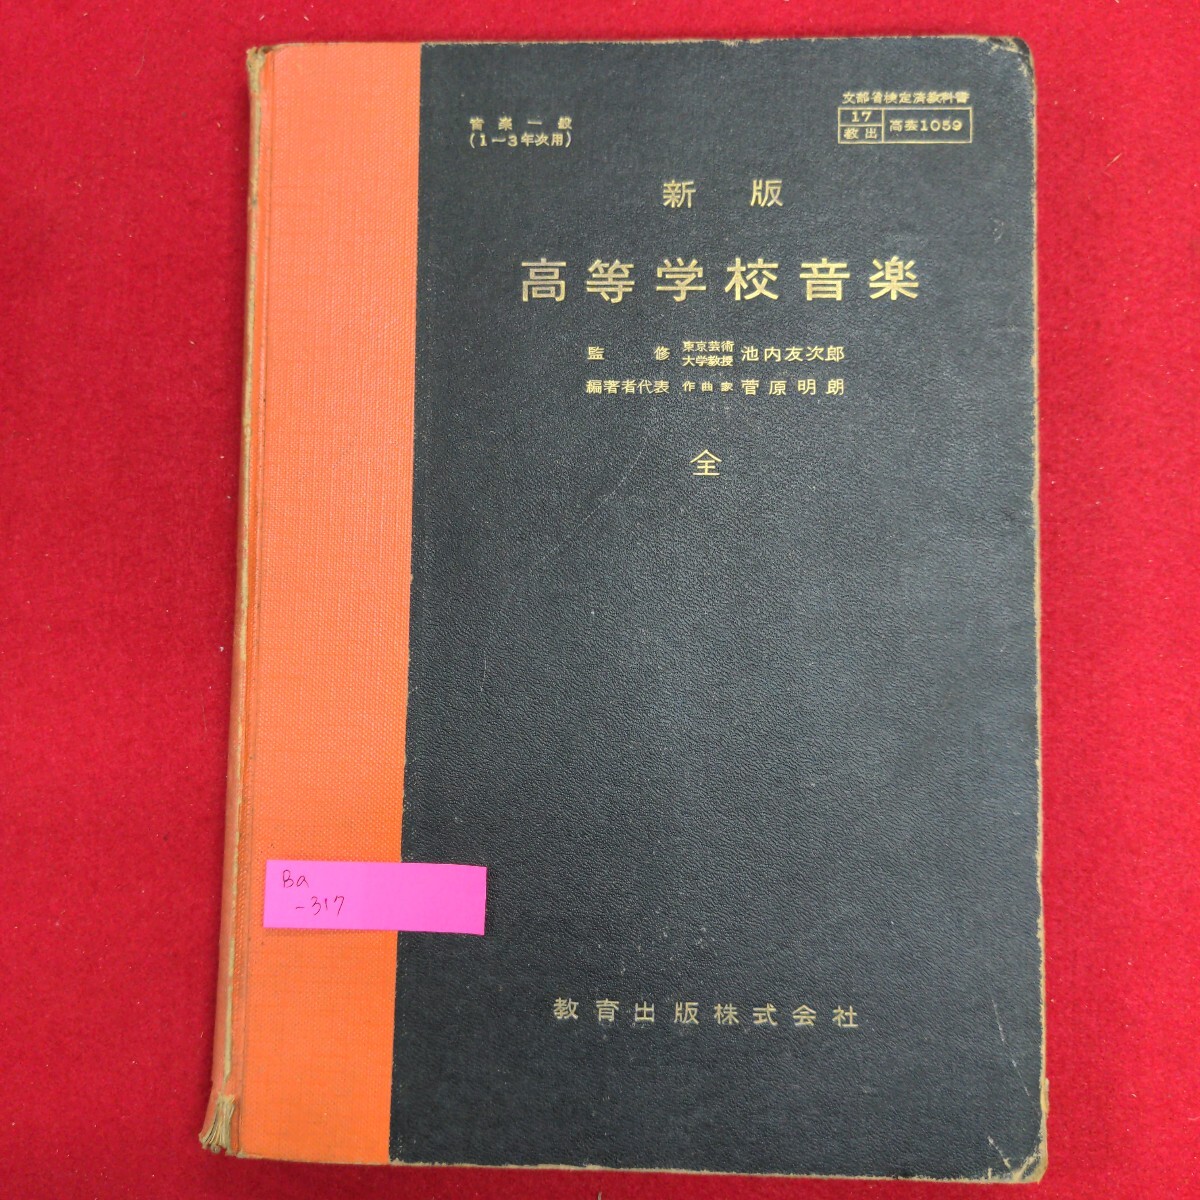 文部省検定済教科書
17
教出
高芸1059
音楽一般
(1〜3年次用)
新版
高等学校音楽
監修 東京芸術大学教授 池内友次郎
編著者代表 作曲家 菅原明朗
全
Ba
-317
教育出版株式会社